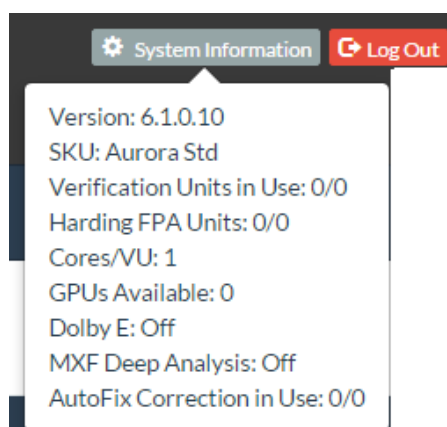 System Information Log Out
Version: 6.1.0.10
SKU: Aurora Std
Verification Units in Use: 0/0
Harding FPA Units: 0/0
Cores/VU: 1
GPUs Available: 0
Dolby E: Off
MXF Deep Analysis: Off
AutoFix Correction in Use: 0/0